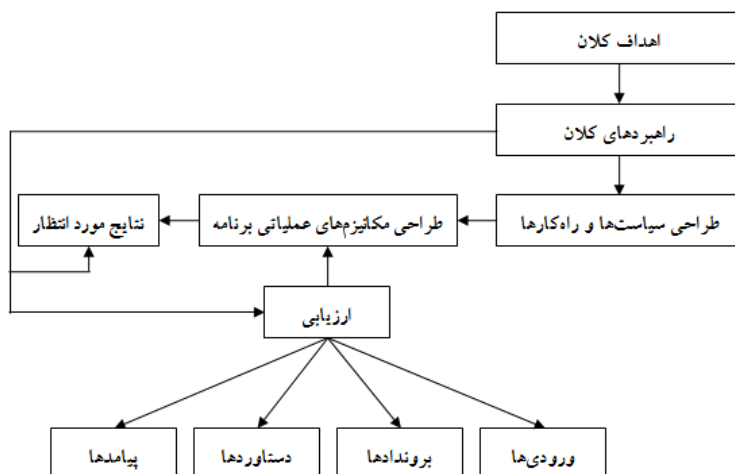 اهداف کلان
راهبردهای کلان
طراحی سیاست‌ها و راه‌کارها
طراحی مکانیزم‌های عملیاتی برنامه
نتایج مورد انتظار
ارزیابی
ورودی‌ها
بروندادها
دستاوردها
پیامدها